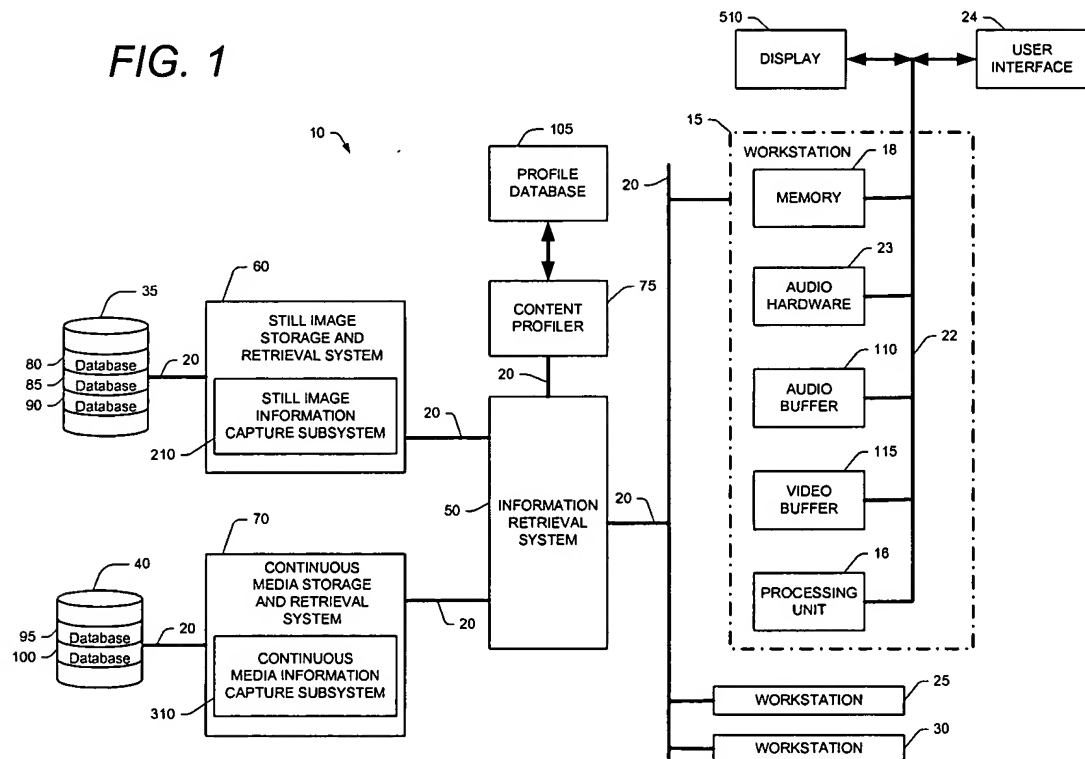 FIG. 1
510
DISPLAY
24
USER
INTERFACE
10
105
PROFILE
DATABASE
20
15
WORKSTATION
18
MEMORY
23
AUDIO
HARDWARE
22
110
AUDIO
BUFFER
115
VIDEO
BUFFER
16
PROCESSING
UNIT
75
CONTENT
PROFILER
20
35
80
Database
85
Database
90
Database
20
60
STILL IMAGE
STORAGE AND
RETRIEVAL SYSTEM
STILL IMAGE
INFORMATION
CAPTURE SUBSYSTEM
210
20
50
INFORMATION
RETRIEVAL
SYSTEM
20
40
95
Database
100
Database
20
70
CONTINUOUS
MEDIA STORAGE
AND RETRIEVAL
SYSTEM
CONTINUOUS
MEDIA INFORMATION
CAPTURE SUBSYSTEM
310
20
WORKSTATION
25
WORKSTATION
30